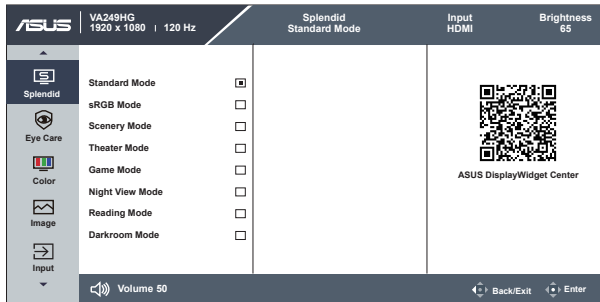 ASUS
VA249HG
1920 x 1080 120 Hz
Splendid
Standard Mode
Input
HDMI
Brightness
65
Splendid
Eye Care
Color
Image
Input
Standard Mode
sRGB Mode
Scenery Mode
Theater Mode
Game Mode
Night View Mode
Reading Mode
Darkroom Mode
ASUS DisplayWidget Center
Volume 50
Back/Exit
Enter